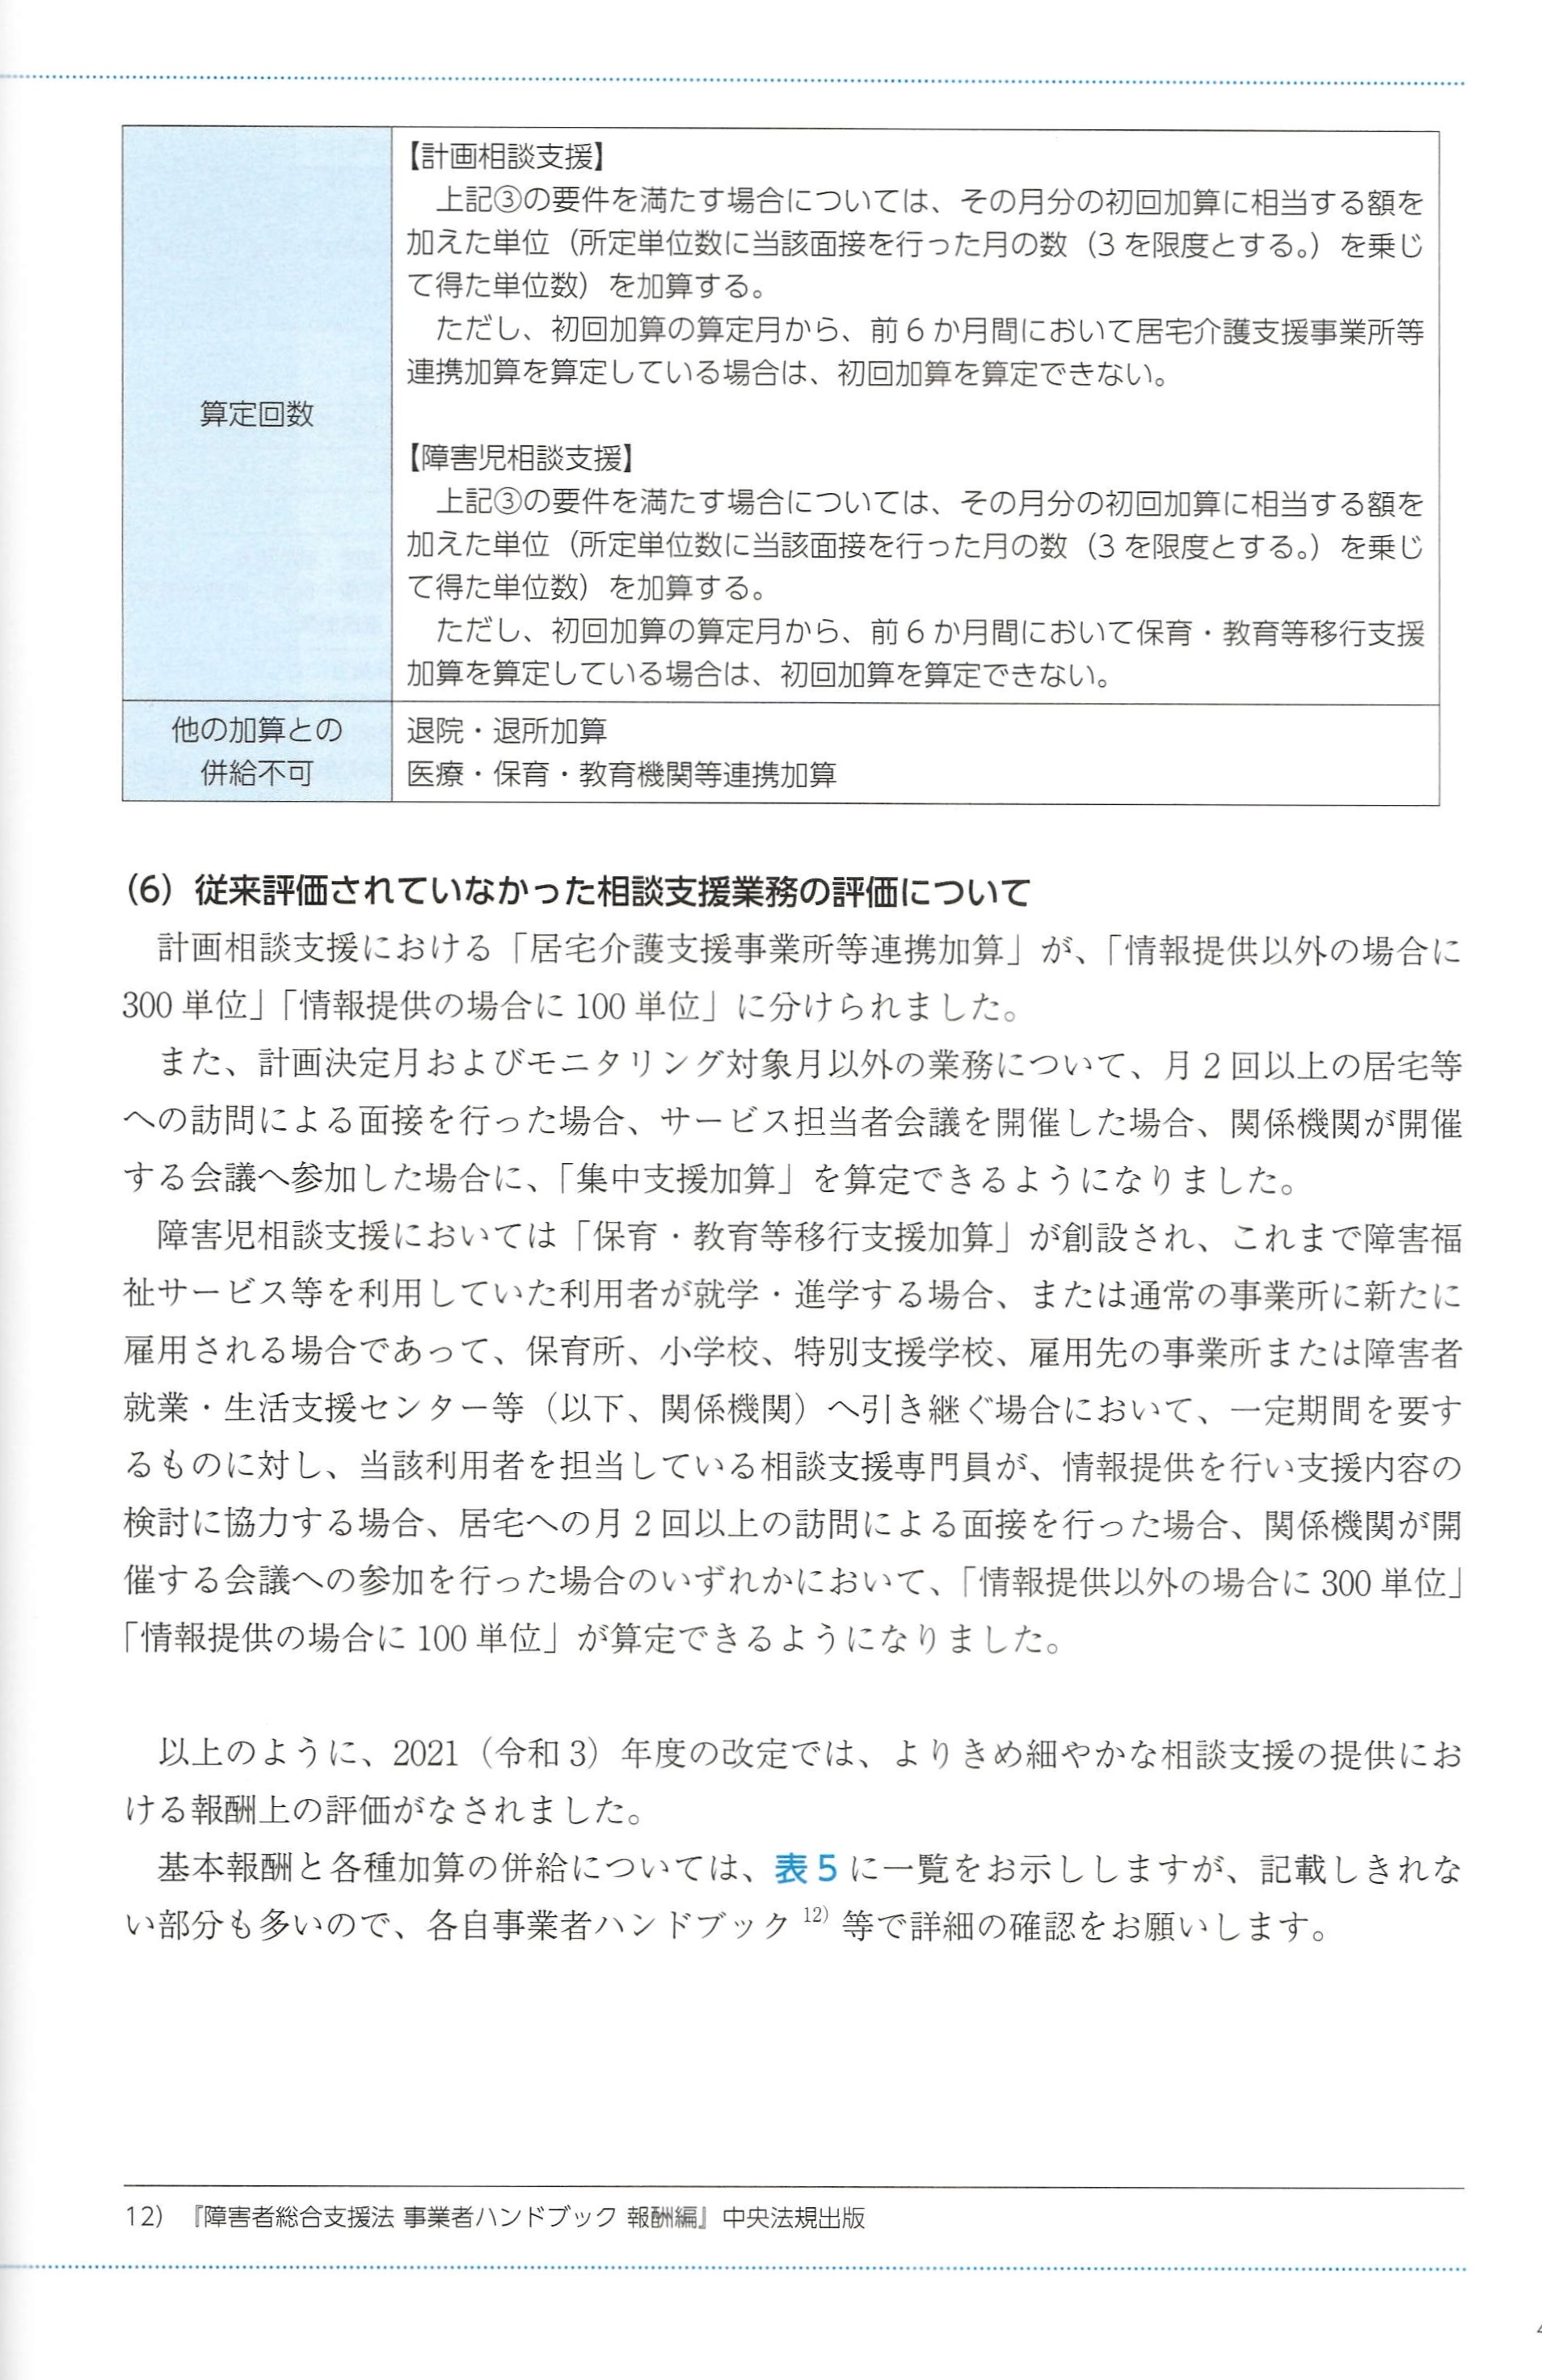 【計画相談支援】
上記③の要件を満たす場合については、その月分の初回加算に相当する額を
加えた単位（所定単位数に当該面接を行った月の数（3を限度とする。）を乗じ
て得た単位数）を加算する。
ただし、初回加算の算定月から、前6か月間において居宅介護支援事業所等
連携加算を算定している場合は、初回加算を算定できない。
算定回数
【障害児相談支援】
上記③の要件を満たす場合については、その月分の初回加算に相当する額を
加えた単位（所定単位数に当該面接を行った月の数（3を限度とする。）を乗じ
て得た単位数）を加算する。
ただし、初回加算の算定月から、前6か月間において保育・教育等移行支援
加算を算定している場合は、初回加算を算定できない。
他の加算との
併給不可
退院・退所加算
医療・保育・教育機関等連携加算
（6）従来評価されていなかった相談支援業務の評価について
計画相談支援における「居宅介護支援事業所等連携加算」が、「情報提供以外の場合に
300単位」「情報提供の場合に100単位」に分けられました。
また、計画決定月およびモニタリング対象月以外の業務について、月2回以上の居宅等
への訪問による面接を行った場合、サービス担当者会議を開催した場合、関係機関が開催
する会議へ参加した場合に、「集中支援加算」を算定できるようになりました。
障害児相談支援においては「保育・教育等移行支援加算」が創設され、これまで障害福
祉サービス等を利用していた利用者が就学・進学する場合、または通常の事業所に新たに
雇用される場合であって、保育所、小学校、特別支援学校、雇用先の事業所または障害者
就業・生活支援センター等（以下、関係機関）へ引き継ぐ場合において、一定期間を要す
るものに対し、当該利用者を担当している相談支援専門員が、情報提供を行い支援内容の
検討に協力する場合、居宅への月2回以上の訪問による面接を行った場合、関係機関が開
催する会議への参加を行った場合のいずれかにおいて、「情報提供以外の場合に300単位」
「情報提供の場合に100単位」が算定できるようになりました。
以上のように、2021（令和3）年度の改定では、よりきめ細やかな相談支援の提供にお
ける報酬上の評価がなされました。
基本報酬と各種加算の併給については、表5に一覧をお示ししますが、記載しきれな
い部分も多いので、各自事業者ハンドブック12）等で詳細の確認をお願いします。
12）『障害者総合支援法 事業者ハンドブック 報酬編』中央法規出版